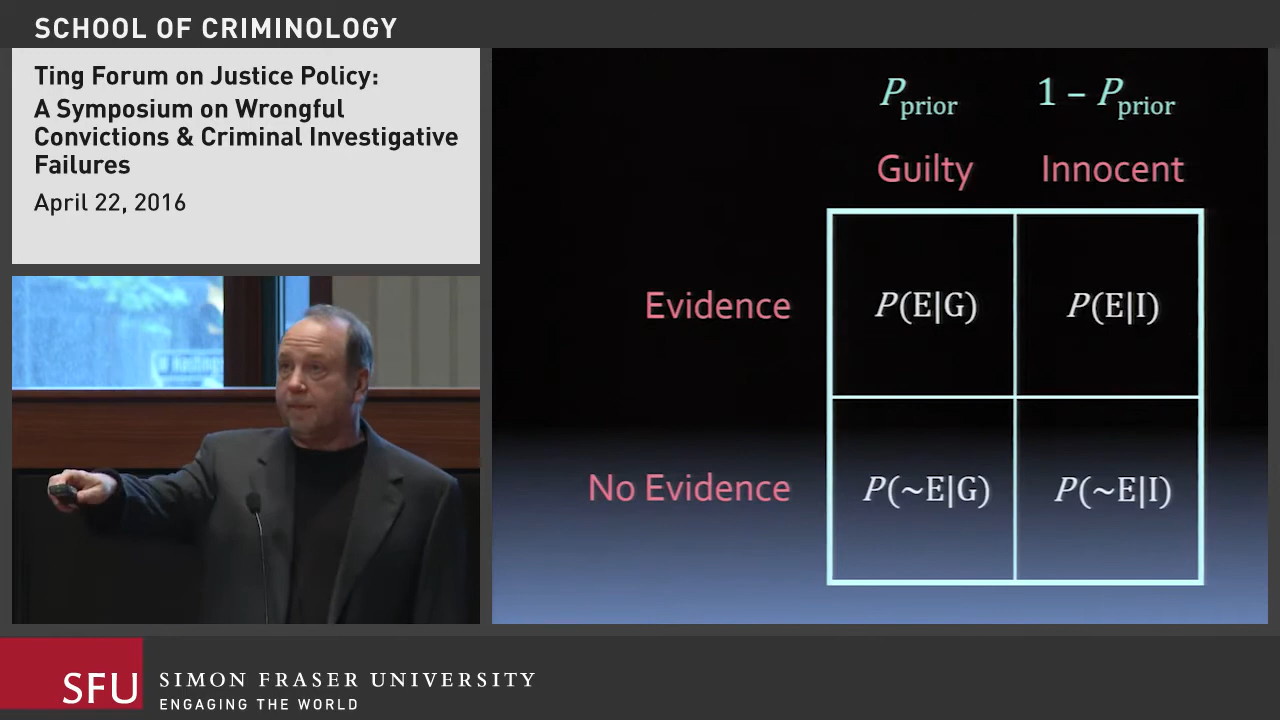 SCHOOL OF CRIMINOLOGY
Ting Forum on Justice Policy:
A Symposium on Wrongful
Convictions & Criminal Investigative
Failures
April 22, 2016
P prior 1 – P prior
Guilty Innocent
Evidence P(E|G) P(E|I)
No Evidence P(~E|G) P(~E|I)
SFU SIMON FRASER UNIVERSITY
ENGAGING THE WORLD